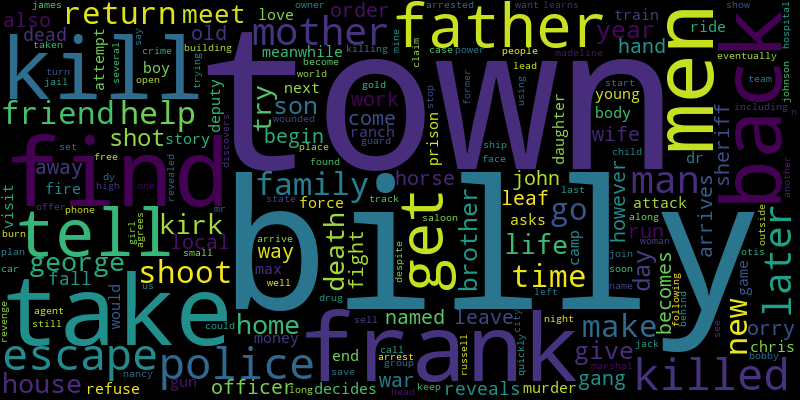 james return meet love owner order arrested want learns show
also dead old mother father train year ride men back hospital
taken several crime say meanwhile killing mine power people hand eventually
kill attempt boy building become claim case lead madeline johnson team
turn jail open trying try world gold former using start including
friend help deputy son next work stop young body sheriff another
shot begin wounded come prison daughter wife n
story place ranch guard ship face town
find set free discovers found child dr
away fire dy high one revealed family horse john man however
visit offer mr state force track leaf last attack
tell phone girl agrees kirk local small death get brother asks go life camp along run woman arrives outside
burn george arrive way fight saloon despite time day join soon name game otis later
plan car fall shoot us max well drug left becomes following behind new
take agent still would home could billy named leave sell city night make see orry
revenge money frank russell quickly jack give chris
escape police end call arrest group marshal bobby
house nancy gun officer long decides save war keep head reveals murder gang killed
refuse